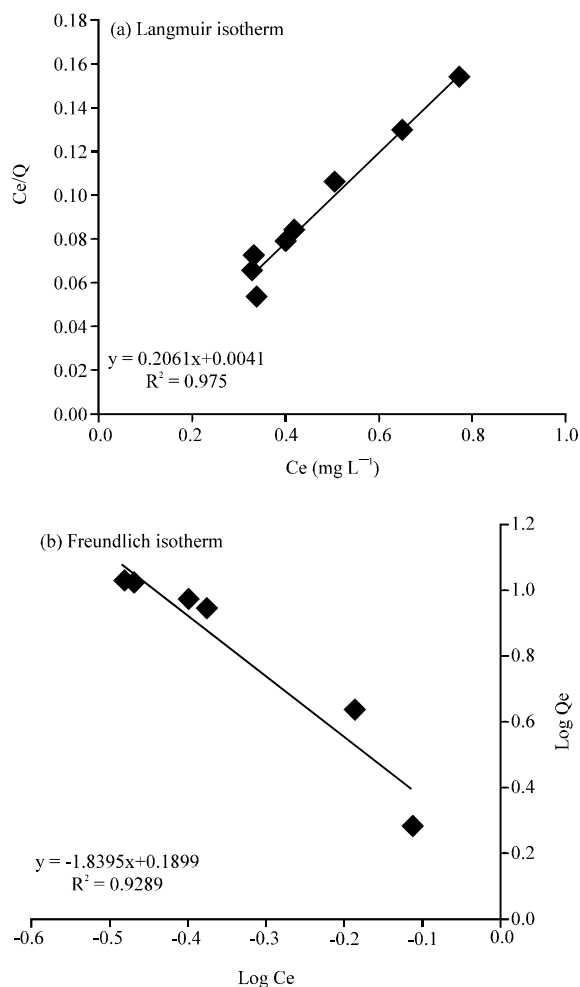 (a) Langmuir isotherm
0.18
0.16
0.14
0.12
0.10
0.08
0.06
0.04
0.02
0.00
Ce/Q
y = 0.2061x+0.0041
R² = 0.975
0.0 0.2 0.4 0.6 0.8 1.0
Ce (mg L⁻¹)
(b) Freundlich isotherm
1.2
1.0
0.8
0.6
0.4
0.2
0.0
Log Qe
y = -1.8395x+0.1899
R² = 0.9289
-0.6 -0.5 -0.4 -0.3 -0.2 -0.1 0.0
Log Ce